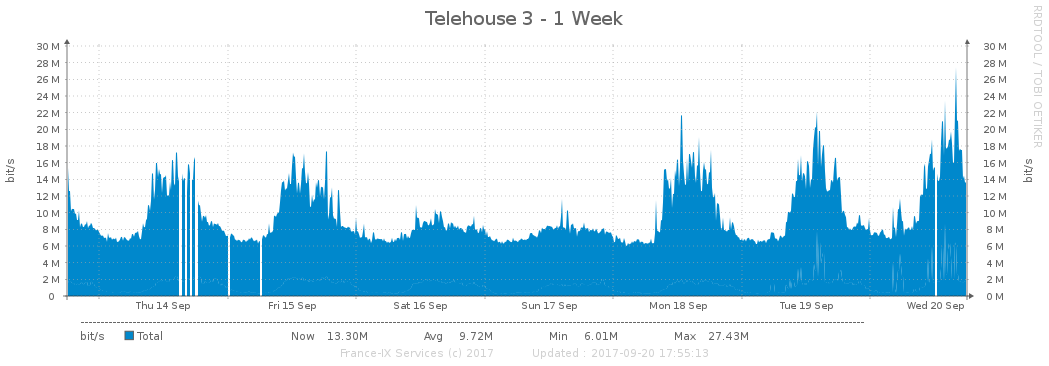 Telehouse 3 - 1 Week
RRDTOOL / TOBI OETIKER
bit/s
30 M 30 M
28 M 28 M
26 M 26 M
24 M 24 M
22 M 22 M
20 M 20 M
18 M 18 M
16 M 16 M
14 M 14 M
12 M 12 M
10 M 10 M
8 M 8 M
6 M 6 M
4 M 4 M
2 M 2 M
0 0 M
bit/s
Thu 14 Sep Fri 15 Sep Sat 16 Sep Sun 17 Sep Mon 18 Sep Tue 19 Sep Wed 20 Sep
bit/s Total Now 13.30M Avg 9.72M Min 6.01M Max 27.43M
France-IX Services (c) 2017 Updated : 2017-09-20 17:55:13